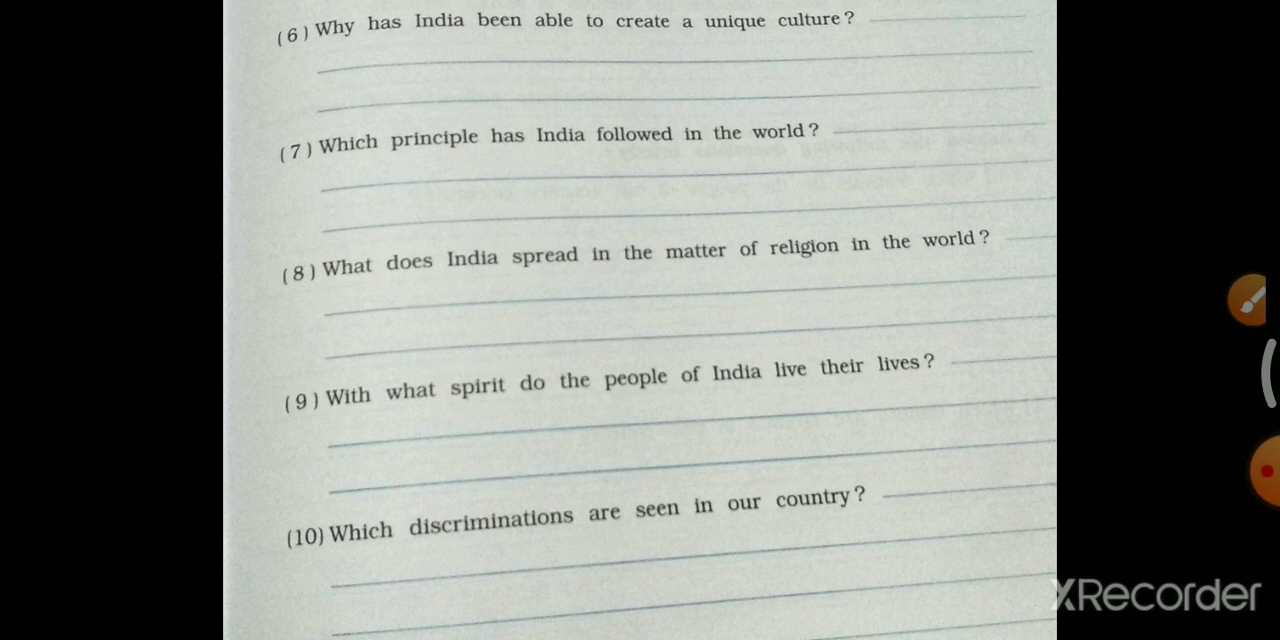 (6) Why has India been able to create a unique culture?
(7) Which principle has India followed in the world?
(8) What does India spread in the matter of religion in the world?
(9) With what spirit do the people of India live their lives?
(10) Which discriminations are seen in our country?
XRecorder